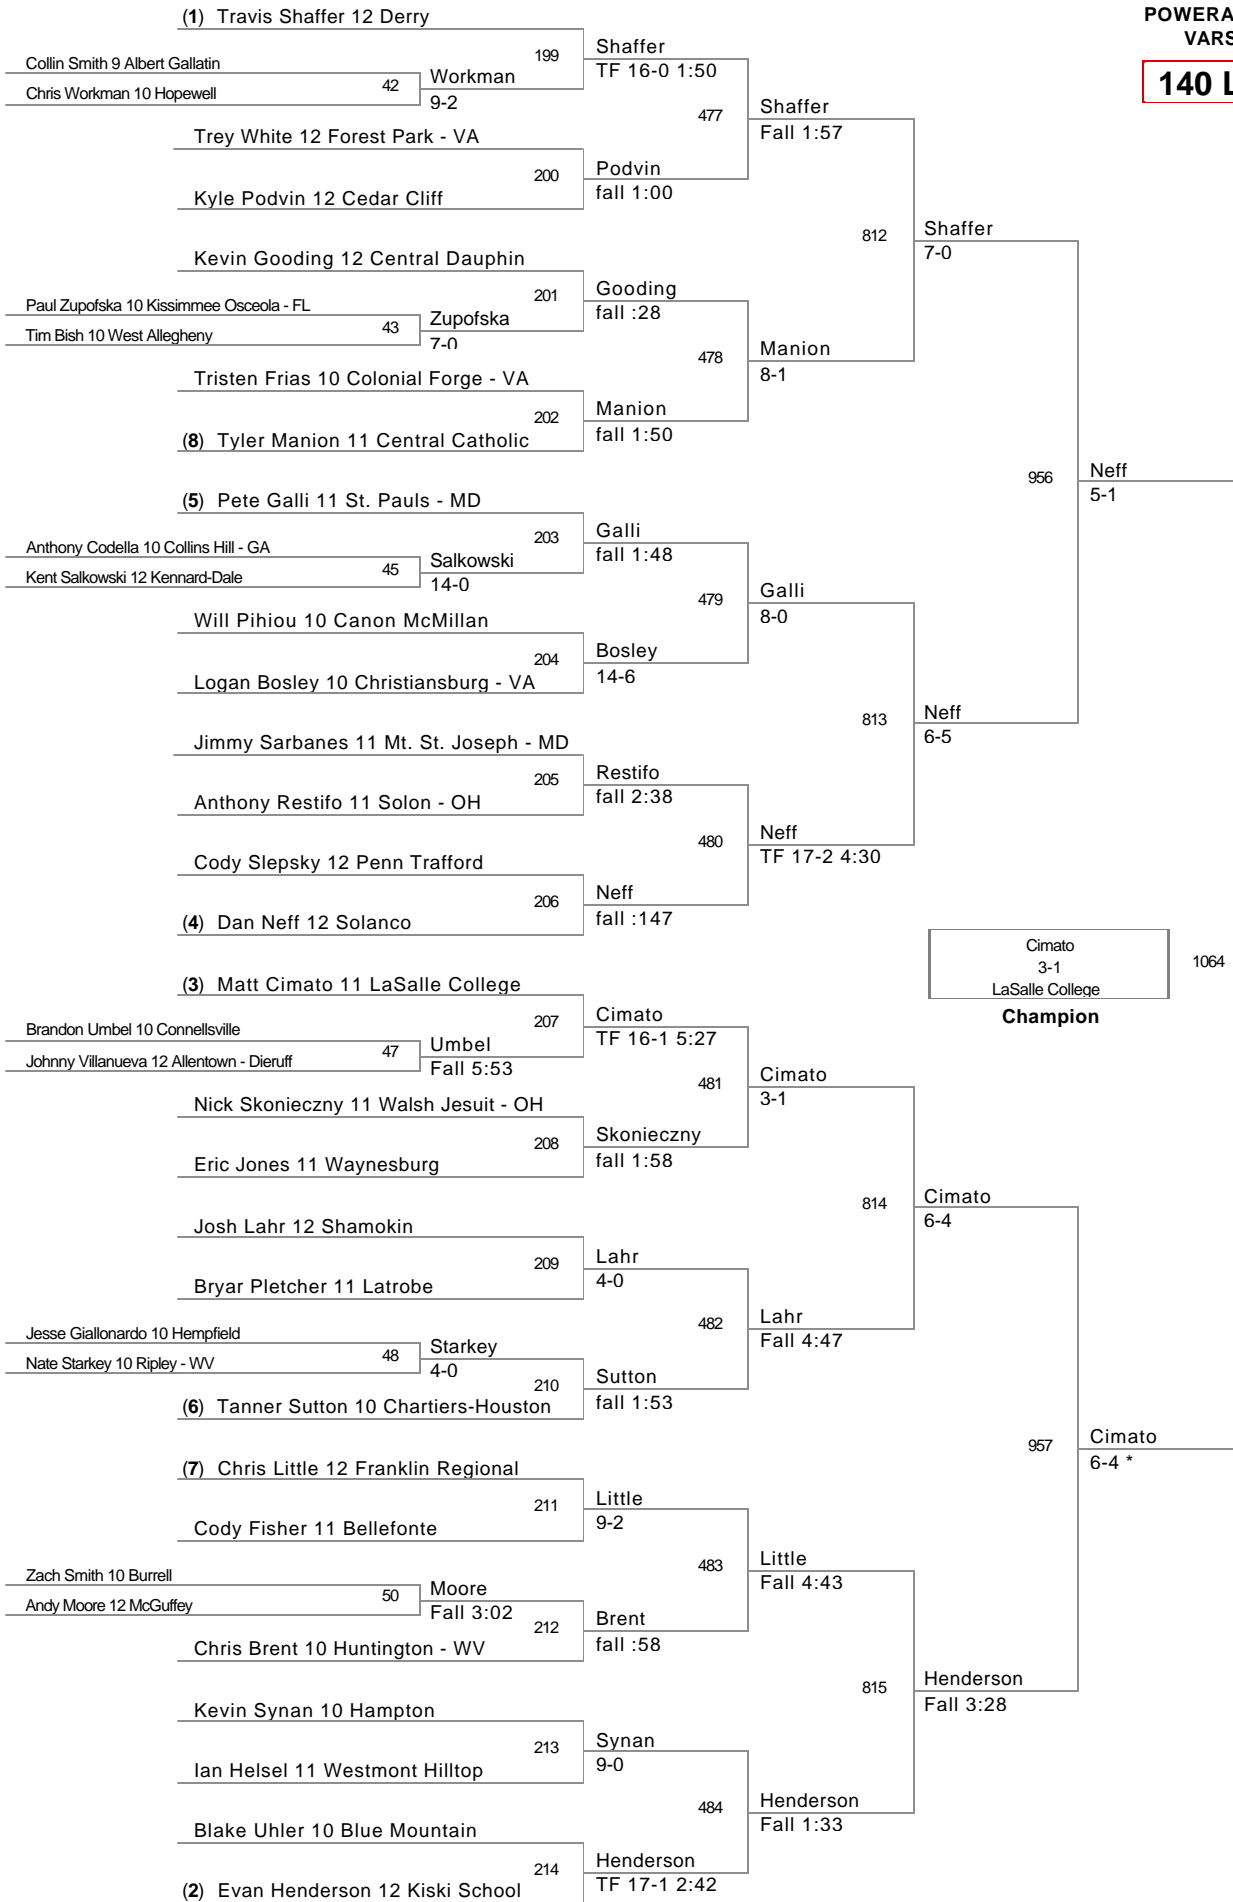 (1) Travis Shaffer 12 Derry
POWERA
VARS
140 L
199
Shaffer
TF 16-0 1:50
Collin Smith 9 Albert Gallatin
42
Workman
9-2
Chris Workman 10 Hopewell
477
Shaffer
Fall 1:57
Trey White 12 Forest Park - VA
200
Podvin
fall 1:00
Kyle Podvin 12 Cedar Cliff
812
Shaffer
7-0
Kevin Gooding 12 Central Dauphin
201
Gooding
fall :28
Paul Zupofska 10 Kissimmee Osceola - FL
43
Zupofska
7-0
Tim Bish 10 West Allegheny
478
Manion
8-1
Tristen Frias 10 Colonial Forge - VA
202
Manion
fall 1:50
(8) Tyler Manion 11 Central Catholic
956
Neff
5-1
(5) Pete Galli 11 St. Pauls - MD
203
Galli
fall 1:48
Anthony Codella 10 Collins Hill - GA
45
Salkowski
14-0
Kent Salkowski 12 Kennard-Dale
479
Galli
8-0
Will Pihiou 10 Canon McMillan
204
Bosley
14-6
Logan Bosley 10 Christiansburg - VA
813
Neff
6-5
Jimmy Sarbanes 11 Mt. St. Joseph - MD
205
Restifo
fall 2:38
Anthony Restifo 11 Solon - OH
480
Neff
TF 17-2 4:30
Cody Slepsky 12 Penn Trafford
206
Neff
fall :147
(4) Dan Neff 12 Solanco
Cimato
3-1
LaSalle College
1064
Champion
(3) Matt Cimato 11 LaSalle College
207
Cimato
TF 16-1 5:27
Brandon Umbel 10 Connellsville
47
Umbel
Fall 5:53
Johnny Villanueva 12 Allentown - Dieruff
481
Cimato
3-1
Nick Skonieczny 11 Walsh Jesuit - OH
208
Skonieczny
fall 1:58
Eric Jones 11 Waynesburg
814
Cimato
6-4
Josh Lahr 12 Shamokin
209
Lahr
4-0
Bryar Pletcher 11 Latrobe
482
Lahr
Fall 4:47
Jesse Giallonardo 10 Hempfield
48
Starkey
4-0
Nate Starkey 10 Ripley - WV
210
Sutton
fall 1:53
(6) Tanner Sutton 10 Chartiers-Houston
957
Cimato
6-4 *
(7) Chris Little 12 Franklin Regional
211
Little
9-2
Cody Fisher 11 Bellefonte
483
Little
Fall 4:43
Zach Smith 10 Burrell
50
Moore
Fall 3:02
Andy Moore 12 McGuffey
212
Brent
fall :58
Chris Brent 10 Huntington - WV
815
Henderson
Fall 3:28
Kevin Synan 10 Hampton
213
Synan
9-0
Ian Helsel 11 Westmont Hilltop
484
Henderson
Fall 1:33
Blake Uhler 10 Blue Mountain
214
Henderson
TF 17-1 2:42
(2) Evan Henderson 12 Kiski School